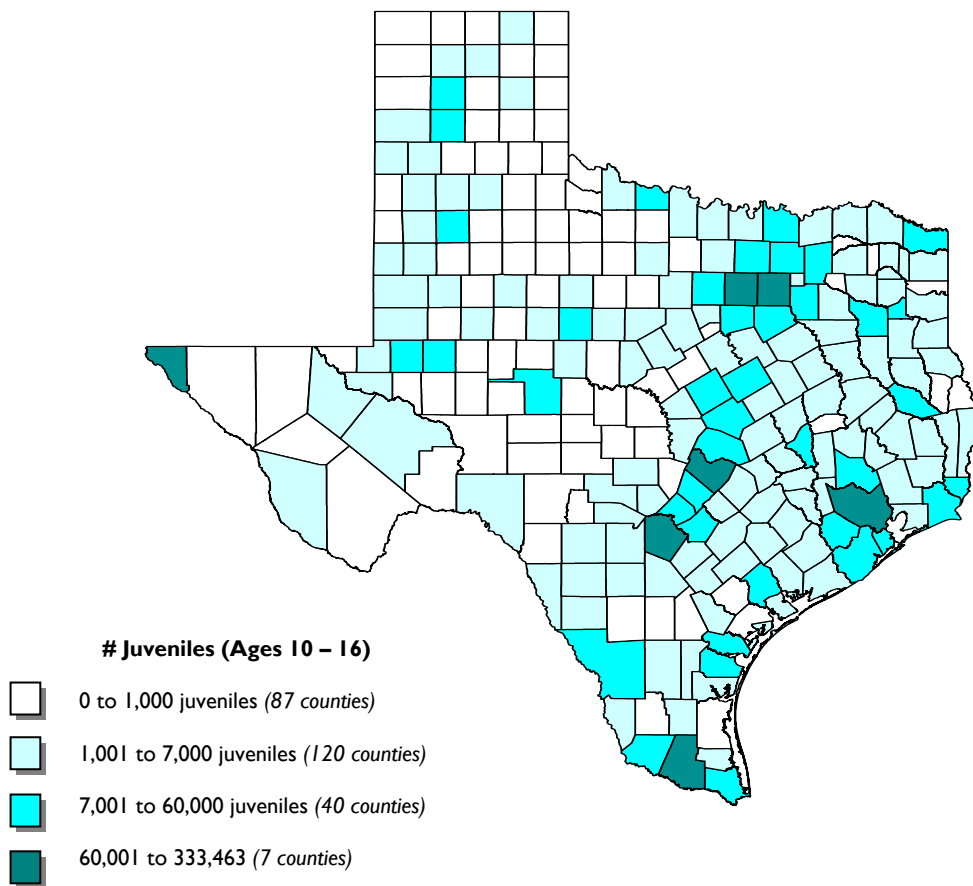 # Juveniles (Ages 10 – 16)
0 to 1,000 juveniles (87 counties)
1,001 to 7,000 juveniles (120 counties)
7,001 to 60,000 juveniles (40 counties)
60,001 to 333,463 (7 counties)